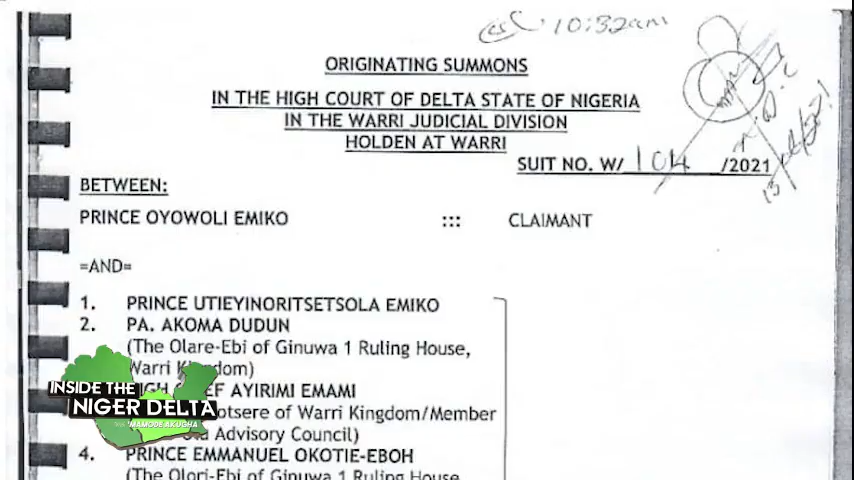 10:32am
ORIGINATING SUMMONS
IN THE HIGH COURT OF DELTA STATE OF NIGERIA
IN THE WARRI JUDICIAL DIVISION
HOLDEN AT WARRI
SUIT NO. W/ 104 /2021
BETWEEN:
PRINCE OYOWOLI EMIKO ::: CLAIMANT
=AND=
1. PRINCE UTIEYINORITSETSOLA EMIKO
2. PA. AKOMA DUDUN
(The Olare-Ebi of Ginuwa 1 Ruling House,
Warri
AYIRIMI EMAMI
of Warri Kingdom/Member
Advisory Council)
4. PRINCE EMMANUEL OKOTIE-EBOH
(The Olori-Ebi of Ginuwa 1 Ruling House,
INSIDE THE
NIGER DELTA
MAMODE AKUGHA